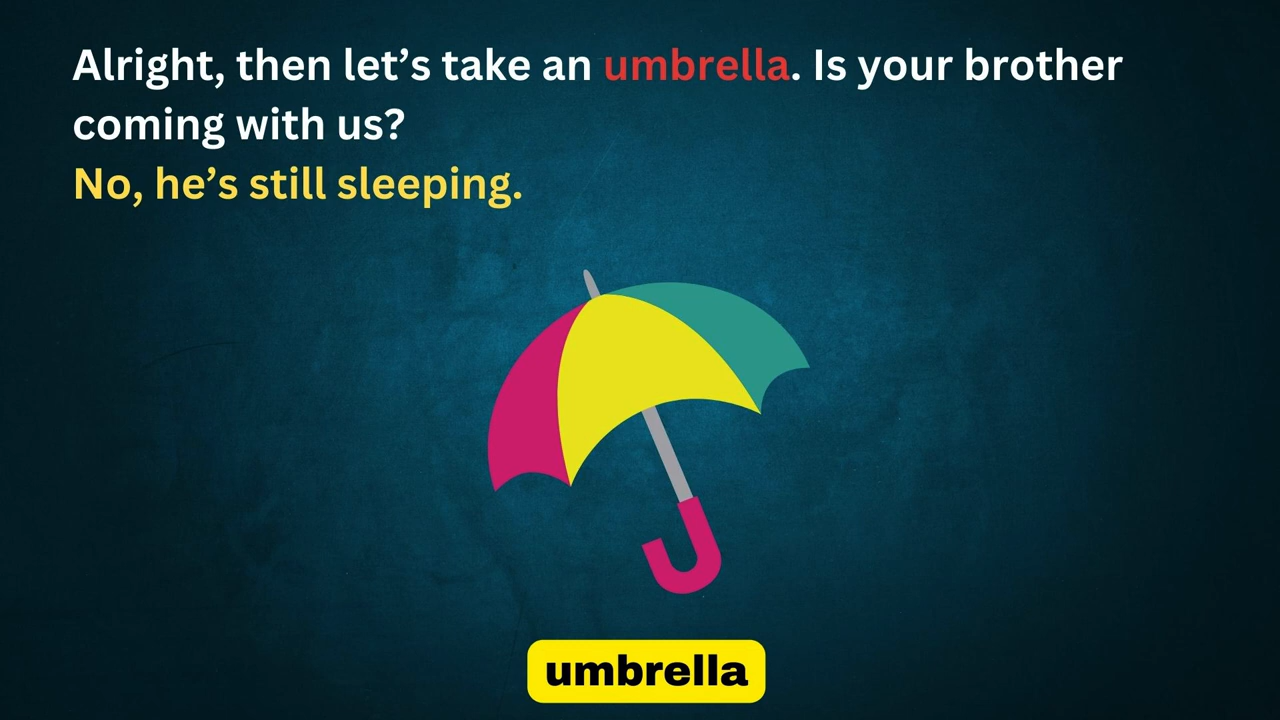 Alright, then let’s take an umbrella. Is your brother
coming with us?
No, he’s still sleeping.
umbrella